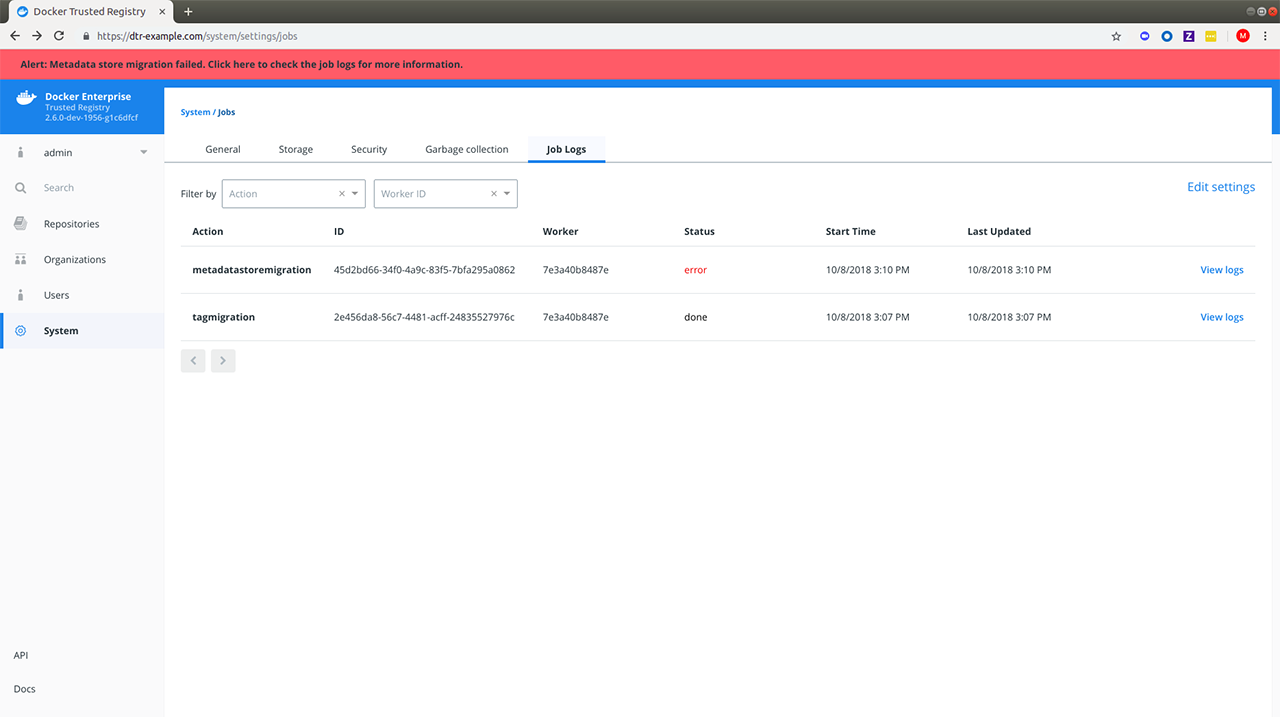 Docker Trusted Registry
https://dtr-example.com/system/settings/jobs
Z
M
Alert: Metadata store migration failed. Click here to check the job logs for more information.
Docker Enterprise
Trusted Registry
2.6.0-dev-1956-g1c6dfcf
admin
Search
Repositories
Organizations
Users
System
API
Docs
System / Jobs
General Storage Security Garbage collection Job Logs
Filter by Action Worker ID
Edit settings
Action ID Worker Status Start Time Last Updated
metadatastoremigration 45d2bd66-34f0-4a9c-83f5-7bfa295a0862 7e3a40b8487e error 10/8/2018 3:10 PM 10/8/2018 3:10 PM View logs
tagmigration 2e456da8-56c7-4481-acff-24835527976c 7e3a40b8487e done 10/8/2018 3:07 PM 10/8/2018 3:07 PM View logs